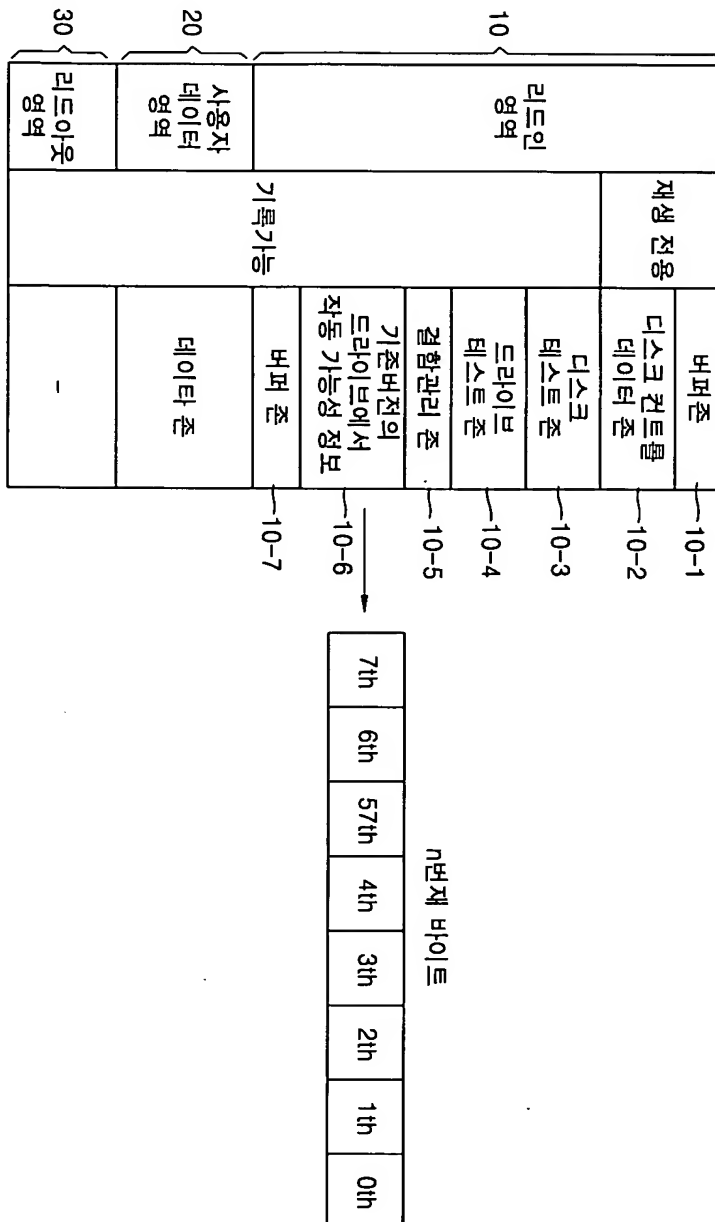 10
20
30
리드인
영역
사용자
데이터
영역
리드아웃
영역
재생 전용
기록가능
버퍼존
디스크 컨트롤
데이터 존
디스크
테스트 존
드라이브
테스트 존
결함관리 존
기존버전의
드라이브에서
작동 가능성 정보
버퍼 존
데이타 존
-
10-1
10-2
10-3
10-4
10-5
10-6
10-7
n번재 바이트
7th
6th
57th
4th
3th
2th
1th
0th